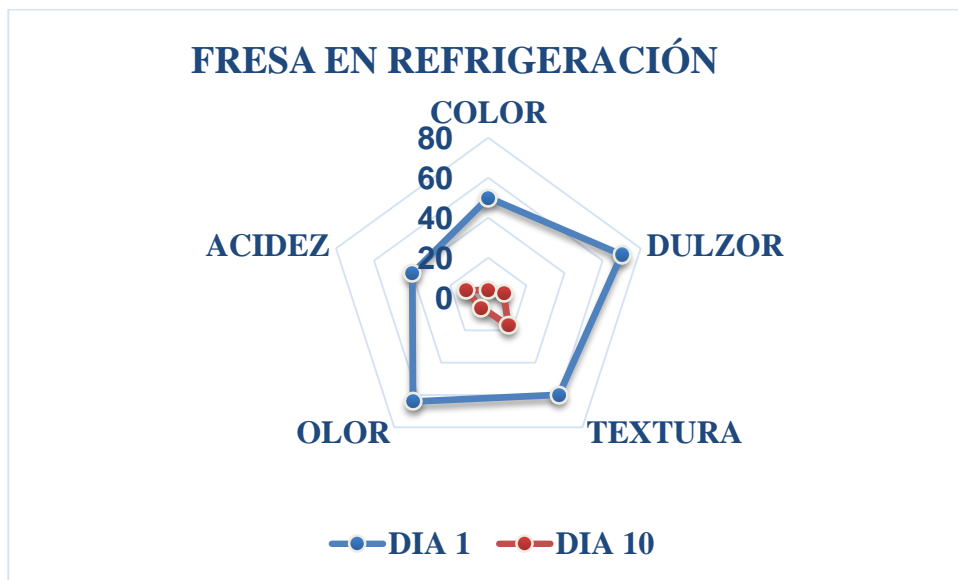 FRESA EN REFRIGERACIÓN
COLOR
80
60
40
20
0
ACIDEZ
DULZOR
OLOR
TEXTURA
DIA 1
DIA 10